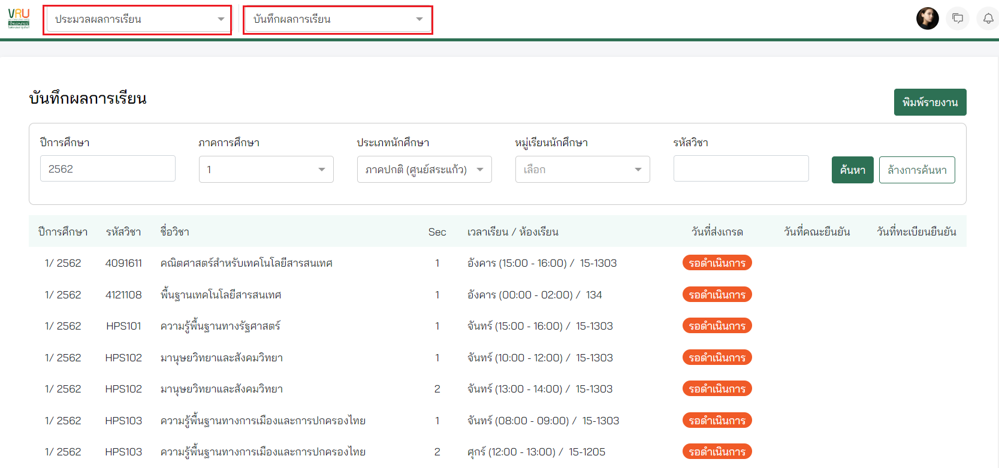 VRU
ประมวลผลการเรียน
บันทึกผลการเรียน
บันทึกผลการเรียน
พิมพ์รายงาน
ปีการศึกษา ภาคการศึกษา ประเภทนักศึกษา หมู่เรียนนักศึกษา รหัสวิชา
2562 1 ภาคปกติ (ศูนย์สระแก้ว) เลือก ค้นหา ล้างการค้นหา
ปีการศึกษา รหัสวิชา ชื่อวิชา Sec เวลาเรียน / ห้องเรียน วันที่ส่งเกรด วันที่คณะยืนยัน วันที่ทะเบียนยืนยัน
1/ 2562 4091611 คณิตศาสตร์สำหรับเทคโนโลยีสารสนเทศ 1 อังคาร (15:00 - 16:00) / 15-1303 รอดำเนินการ
1/ 2562 4121108 พื้นฐานเทคโนโลยีสารสนเทศ 1 อังคาร (00:00 - 02:00) / 134 รอดำเนินการ
1/ 2562 HPS101 ความรู้พื้นฐานทางรัฐศาสตร์ 1 จันทร์ (15:00 - 16:00) / 15-1303 รอดำเนินการ
1/ 2562 HPS102 มานุษยวิทยาและสังคมวิทยา 1 จันทร์ (10:00 - 12:00) / 15-1303 รอดำเนินการ
1/ 2562 HPS102 มานุษยวิทยาและสังคมวิทยา 2 จันทร์ (13:00 - 14:00) / 15-1303 รอดำเนินการ
1/ 2562 HPS103 ความรู้พื้นฐานทางการเมืองและการปกครองไทย 1 จันทร์ (08:00 - 09:00) / 15-1303 รอดำเนินการ
1/ 2562 HPS103 ความรู้พื้นฐานทางการเมืองและการปกครองไทย 2 ศุกร์ (12:00 - 13:00) / 15-1205 รอดำเนินการ